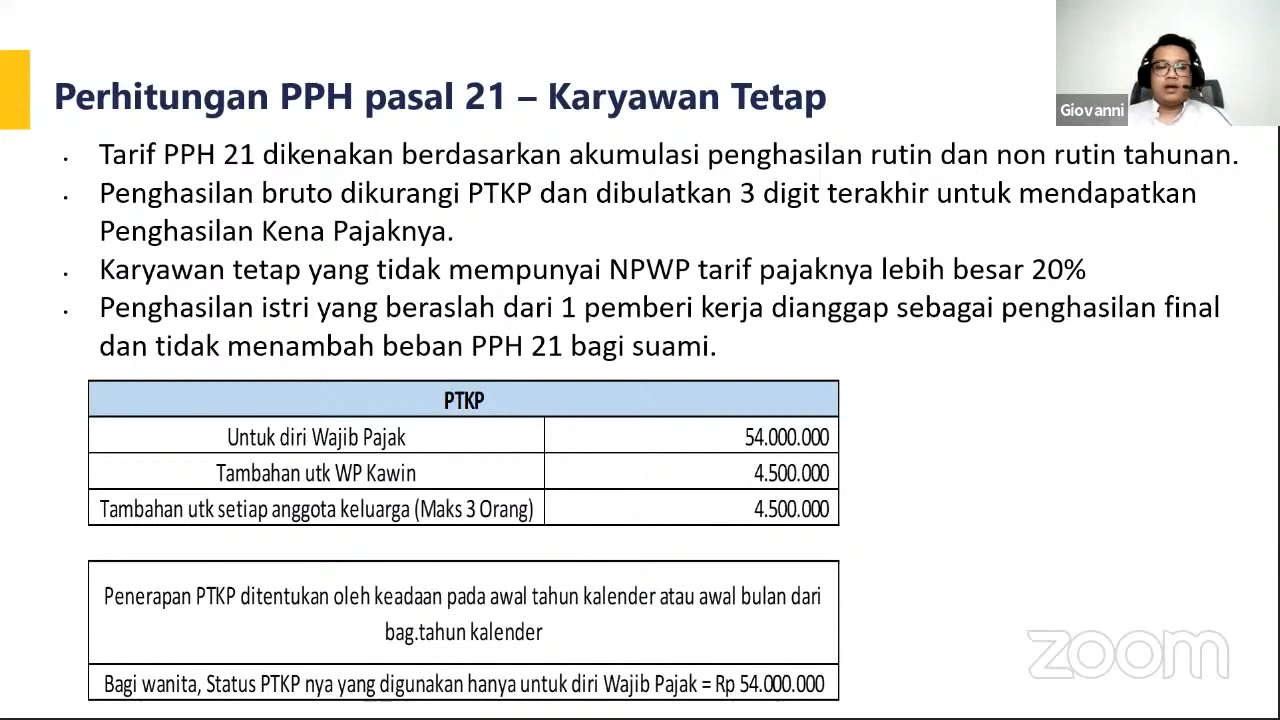 Giovanni
Perhitungan PPH pasal 21 – Karyawan Tetap
• Tarif PPH 21 dikenakan berdasarkan akumulasi penghasilan rutin dan non rutin tahunan.
• Penghasilan bruto dikurangi PTKP dan dibulatkan 3 digit terakhir untuk mendapatkan
Penghasilan Kena Pajaknya.
• Karyawan tetap yang tidak mempunyai NPWP tarif pajaknya lebih besar 20%
• Penghasilan istri yang beraslah dari 1 pemberi kerja dianggap sebagai penghasilan final
dan tidak menambah beban PPH 21 bagi suami.
PTKP
Untuk diri Wajib Pajak 54.000.000
Tambahan utk WP Kawin 4.500.000
Tambahan utk setiap anggota keluarga (Maks 3 Orang) 4.500.000
Penerapan PTKP ditentukan oleh keadaan pada awal tahun kalender atau awal bulan dari
bag.tahun kalender
Bagi wanita, Status PTKP nya yang digunakan hanya untuk diri Wajib Pajak = Rp 54.000.000
zoom